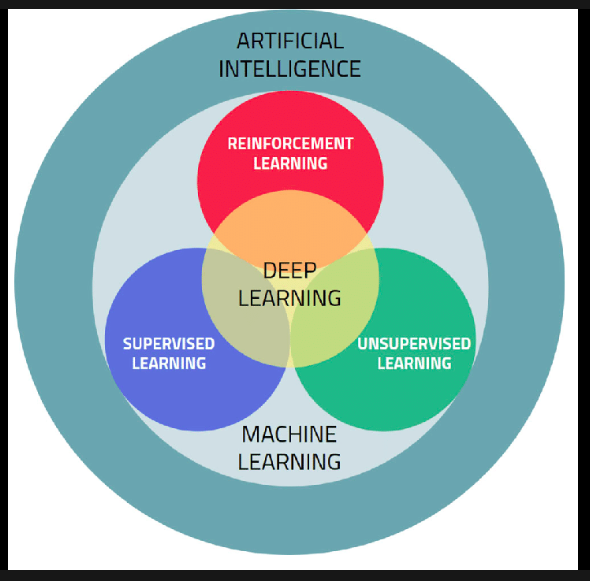 ARTIFICIAL
INTELLIGENCE
REINFORCEMENT
LEARNING
DEEP
LEARNING
SUPERVISED
LEARNING
UNSUPERVISED
LEARNING
MACHINE
LEARNING